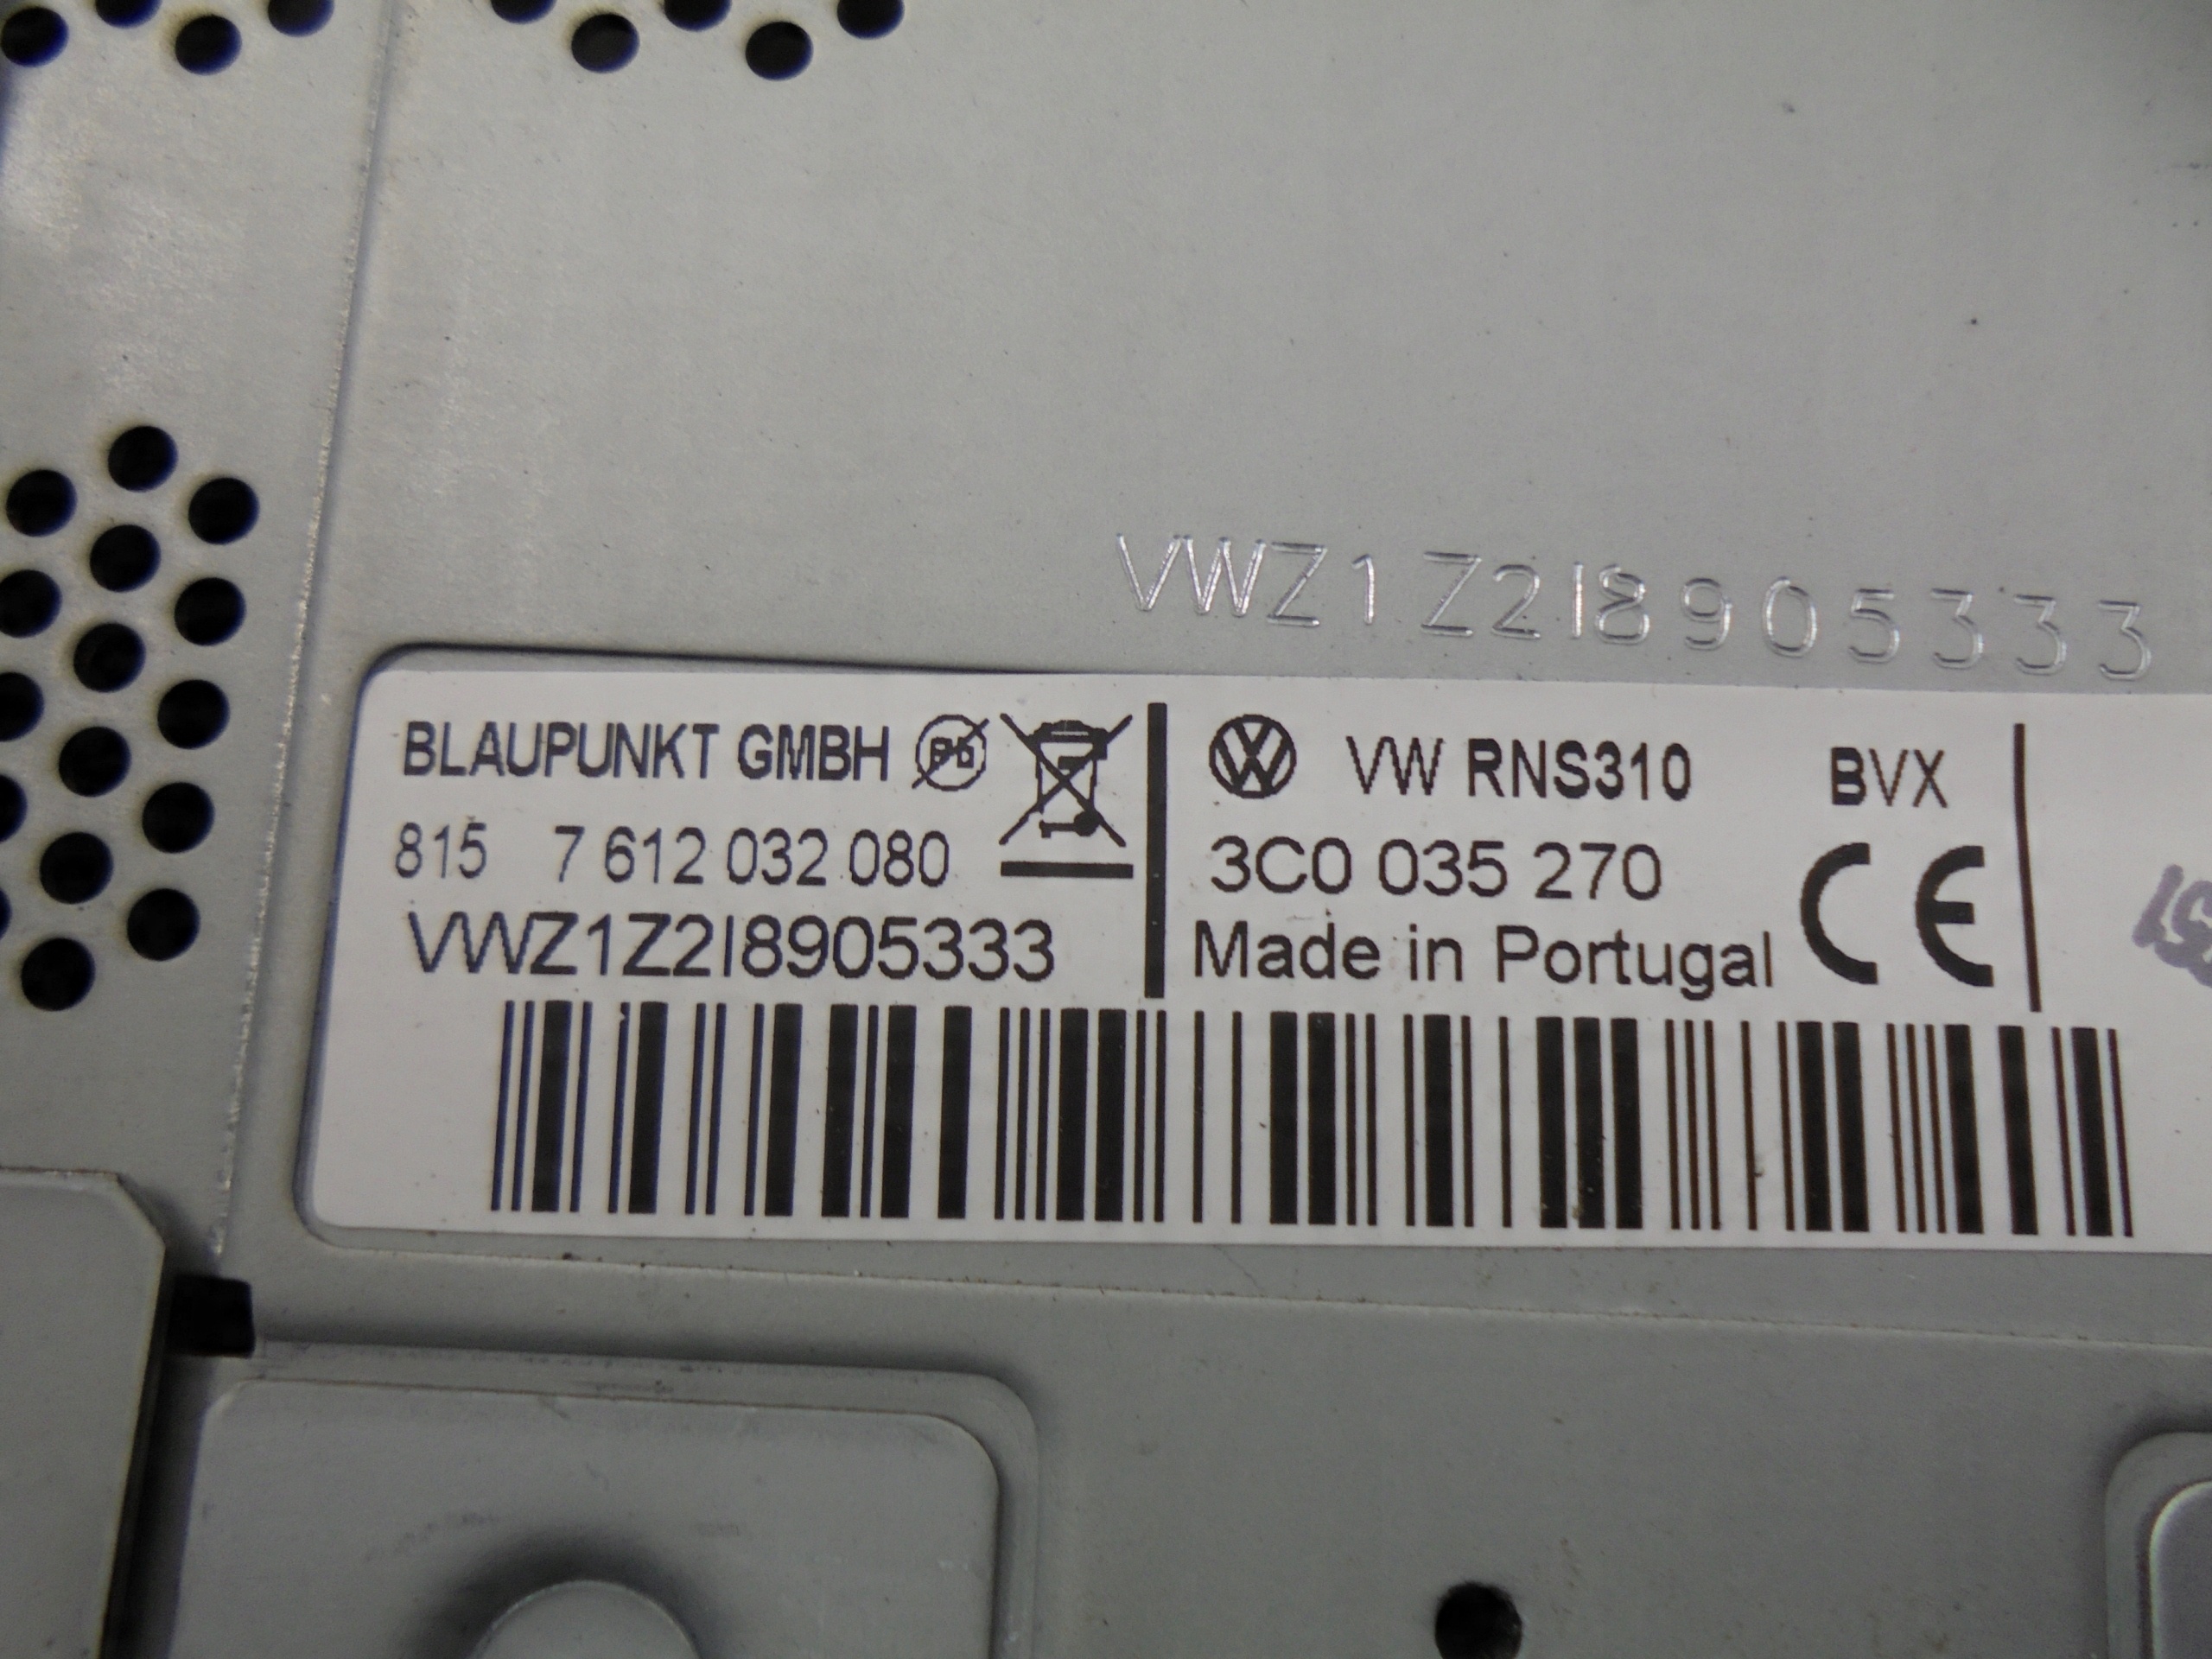 VWZ1Z2I8905333
BLAUPUNKT GMBH Pb
VW RNS310 BVX
815 7 612 032 080
3C0 035 270 CE
VWZ1Z2I8905333
Made in Portugal